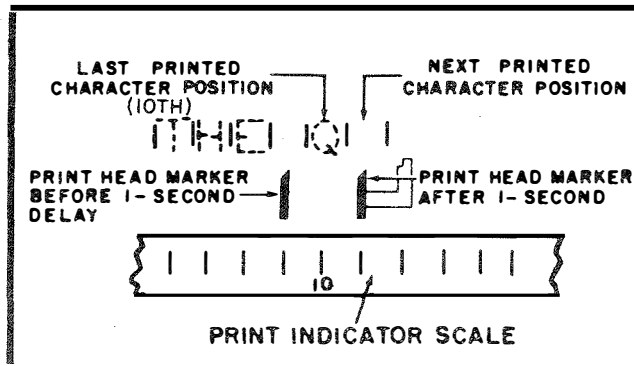 LAST PRINTED
CHARACTER POSITION
(10TH)
NEXT PRINTED
CHARACTER POSITION
THE Q
PRINT HEAD MARKER
BEFORE 1-SECOND
DELAY
PRINT HEAD MARKER
AFTER 1-SECOND
10
PRINT INDICATOR SCALE